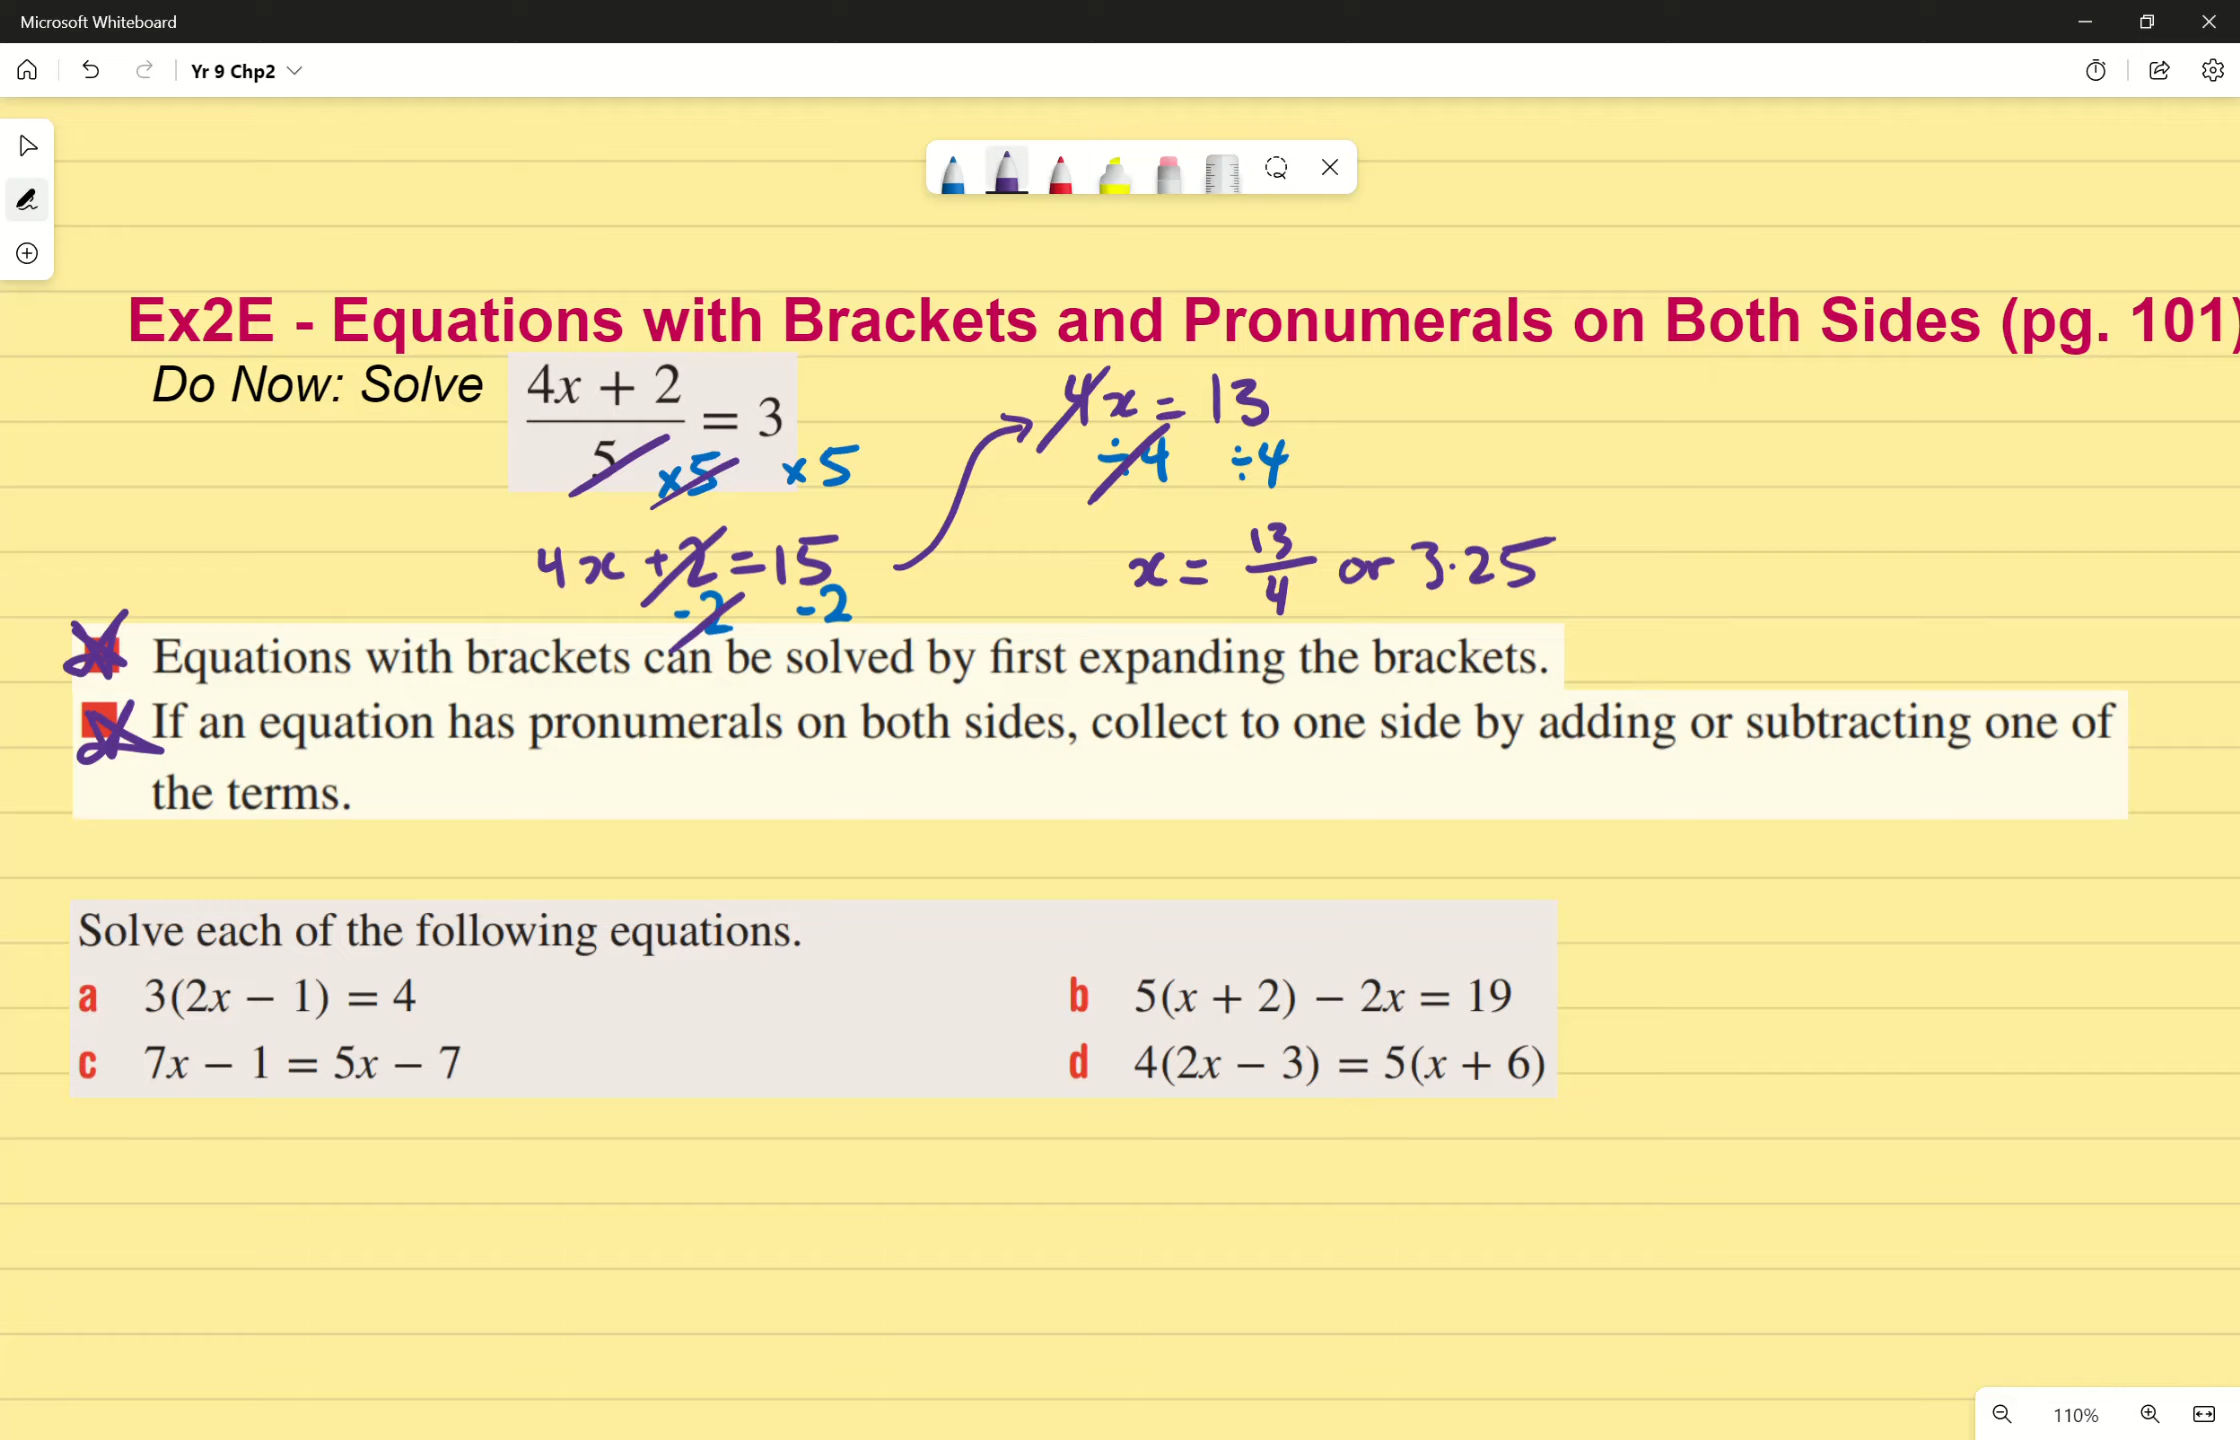 Microsoft Whiteboard
Yr 9 Chp2
Ex2E - Equations with Brackets and Pronumerals on Both Sides (pg. 101)
Do Now: Solve (4x + 2)/5 = 3
×5 ×5
4x + 2 = 15
-2 -2
4x = 13
÷4 ÷4
x = 13/4 or 3.25
Equations with brackets can be solved by first expanding the brackets.
If an equation has pronumerals on both sides, collect to one side by adding or subtracting one of
the terms.
Solve each of the following equations.
a 3(2x − 1) = 4
b 5(x + 2) − 2x = 19
c 7x − 1 = 5x − 7
d 4(2x − 3) = 5(x + 6)
110%